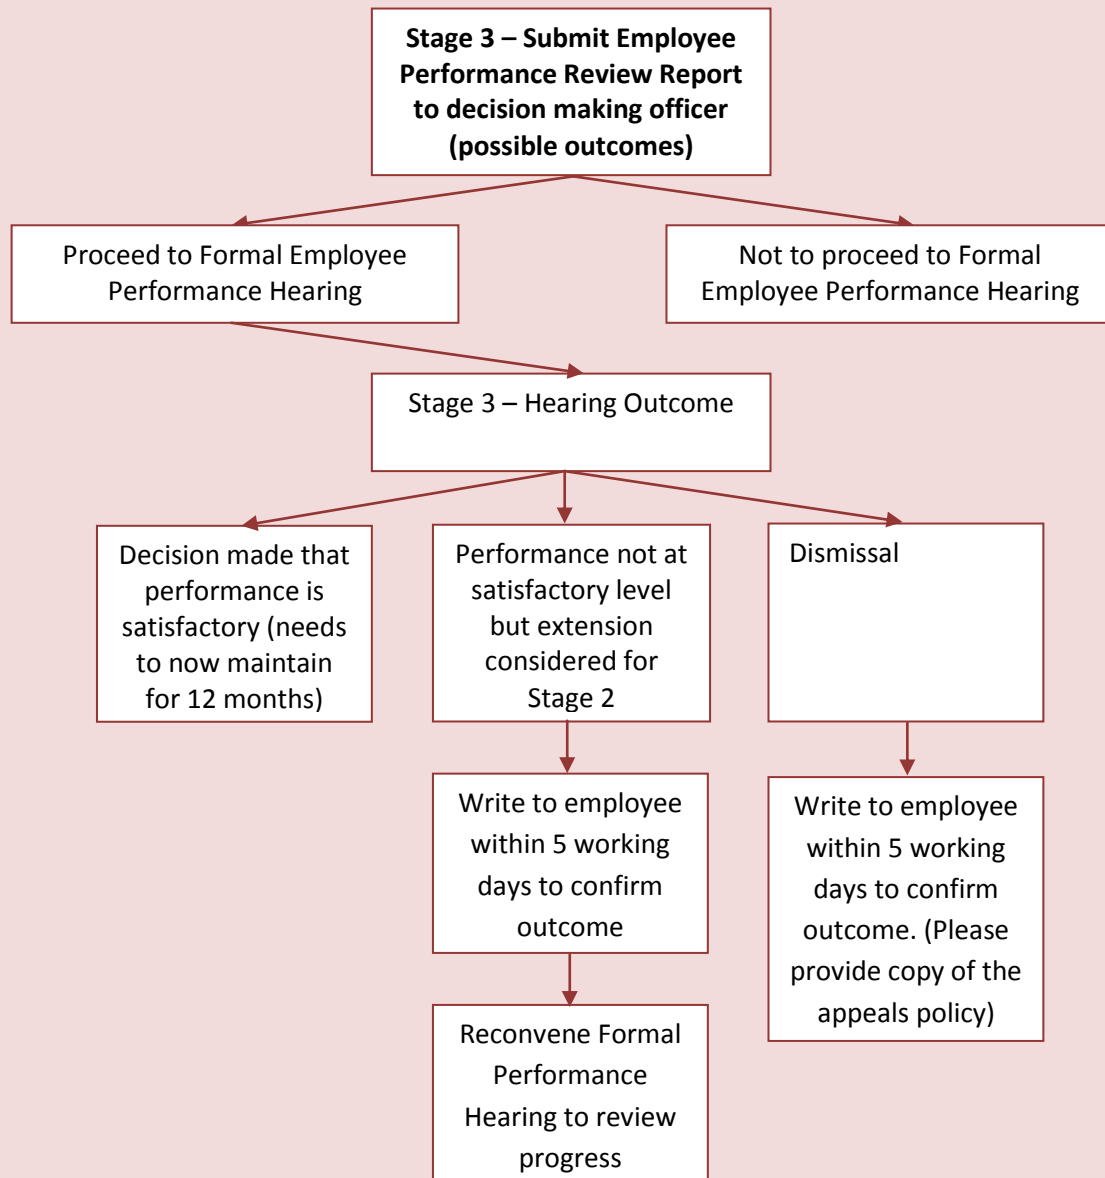 Stage 3 – Submit Employee
Performance Review Report
to decision making officer
(possible outcomes)
Proceed to Formal Employee
Performance Hearing
Not to proceed to Formal
Employee Performance Hearing
Stage 3 – Hearing Outcome
Decision made that
performance is
satisfactory (needs
to now maintain
for 12 months)
Performance not at
satisfactory level
but extension
considered for
Stage 2
Dismissal
Write to employee
within 5 working
days to confirm
outcome
Write to employee
within 5 working
days to confirm
outcome. (Please
provide copy of the
appeals policy)
Reconvene Formal
Performance
Hearing to review
progress